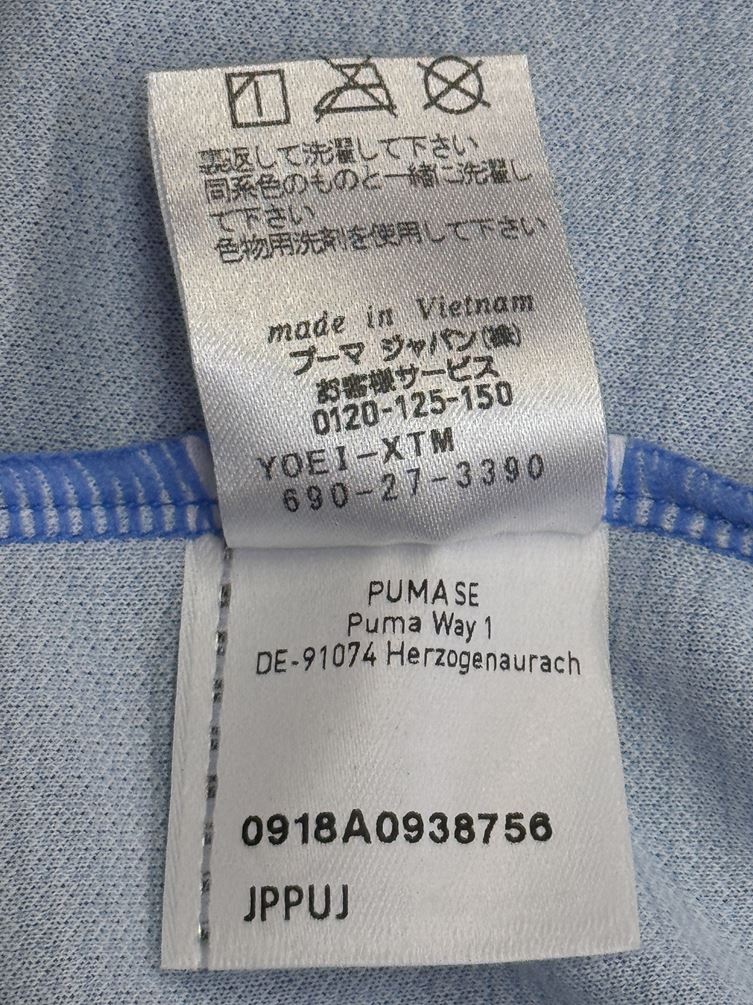 裏返して洗濯して下さい
同系色のものと一緒に洗濯し
て下さい
色物用洗剤を使用して下さい
made in Vietnam
プーマ ジャパン(株)
お客様サービス
0120-125-150
YOEI-XTM
690-27-3390
PUMA SE
Puma Way 1
DE-91074 Herzogenaurach
0918A0938756
JPPUJ